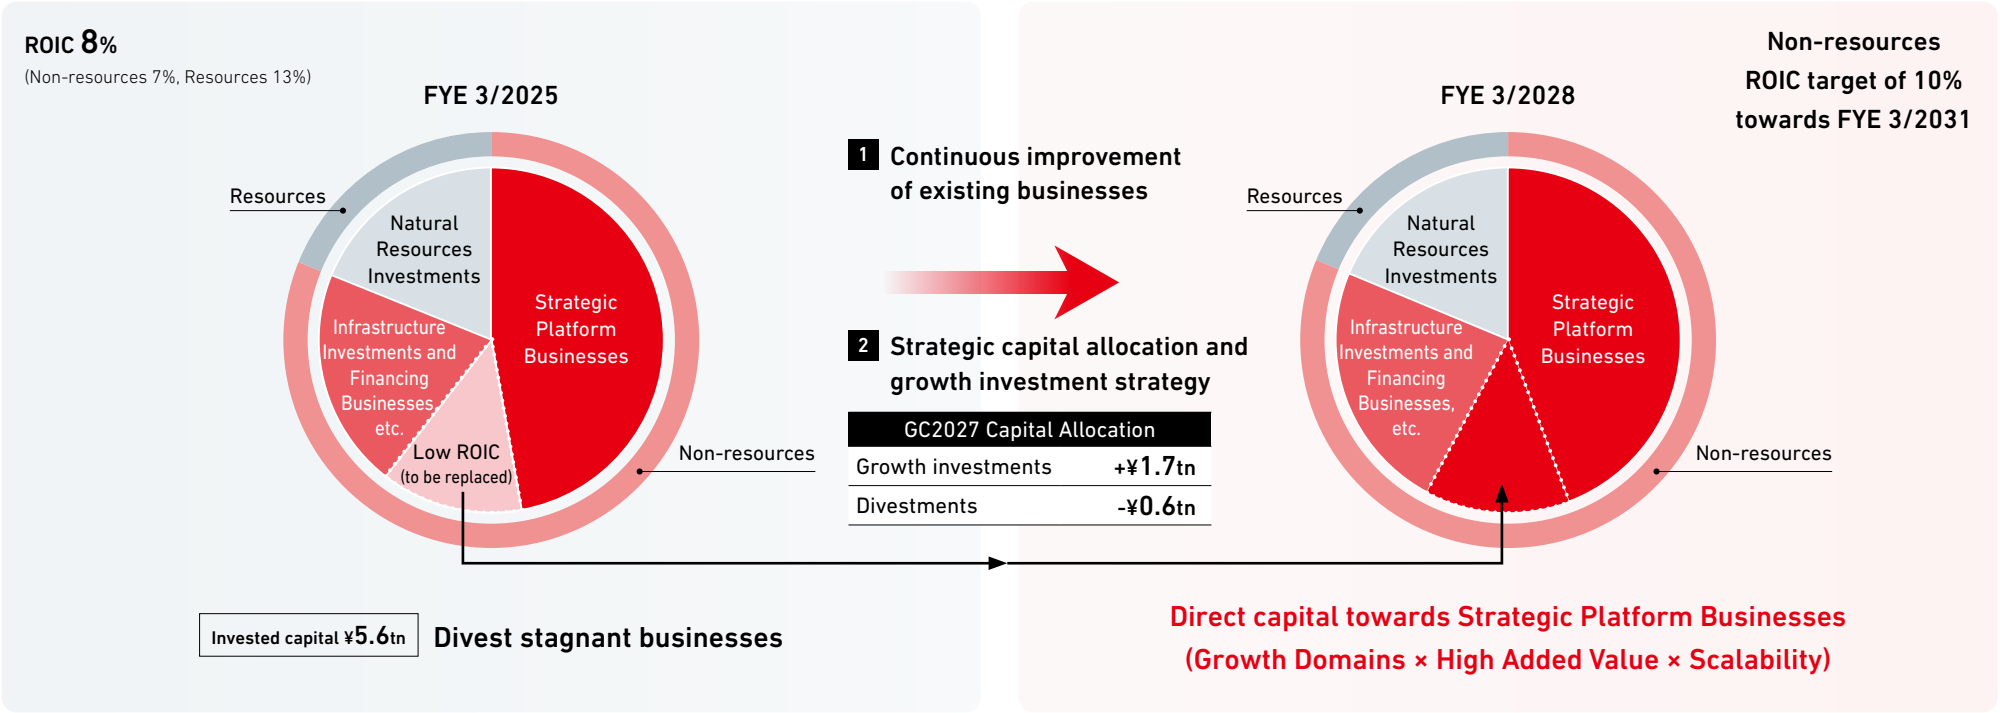 ROIC 8%
(Non-resources 7%, Resources 13%)
FYE 3/2025
Resources
Natural
Resources
Investments
Strategic
Platform
Businesses
Infrastructure
Investments and
Financing
Businesses,
etc.
Low ROIC
(to be replaced)
Non-resources
Invested capital ¥5.6tn
Divest stagnant businesses
1 Continuous improvement
of existing businesses
2 Strategic capital allocation and
growth investment strategy
GC2027 Capital Allocation
Growth investments +¥1.7tn
Divestments -¥0.6tn
Non-resources
ROIC target of 10%
towards FYE 3/2031
FYE 3/2028
Resources
Natural
Resources
Investments
Strategic
Platform
Businesses
Infrastructure
Investments and
Financing
Businesses,
etc.
Non-resources
Direct capital towards Strategic Platform Businesses
(Growth Domains × High Added Value × Scalability)